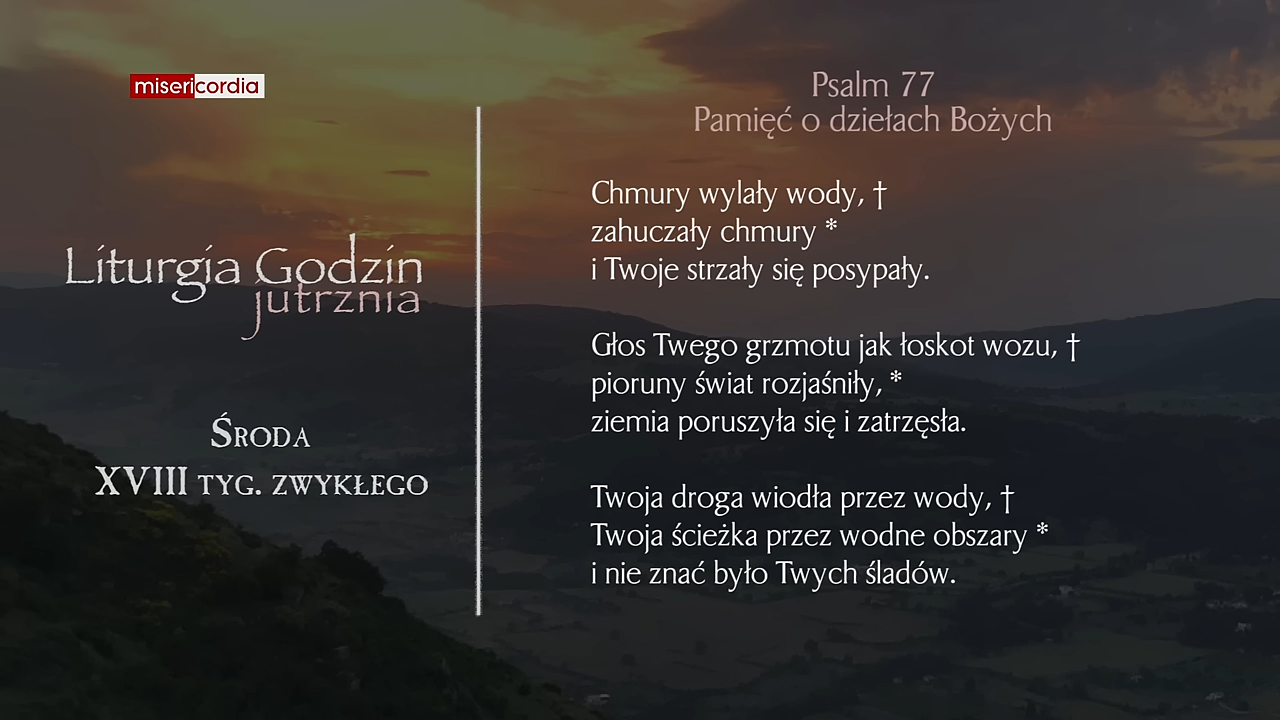 misericordia
Liturgia Godzin
jutrznia
Środa
XVIII tyg. zwykłego
Psalm 77
Pamięć o dziełach Bożych
Chmury wylały wody, †
zahuczały chmury *
i Twoje strzały się posypały.
Głos Twego grzmotu jak łoskot wozu, †
pioruny świat rozjaśniły, *
ziemia poruszyła się i zatrzęsła.
Twoja droga wiodła przez wody, †
Twoja ścieżka przez wodne obszary *
i nie znać było Twych śladów.